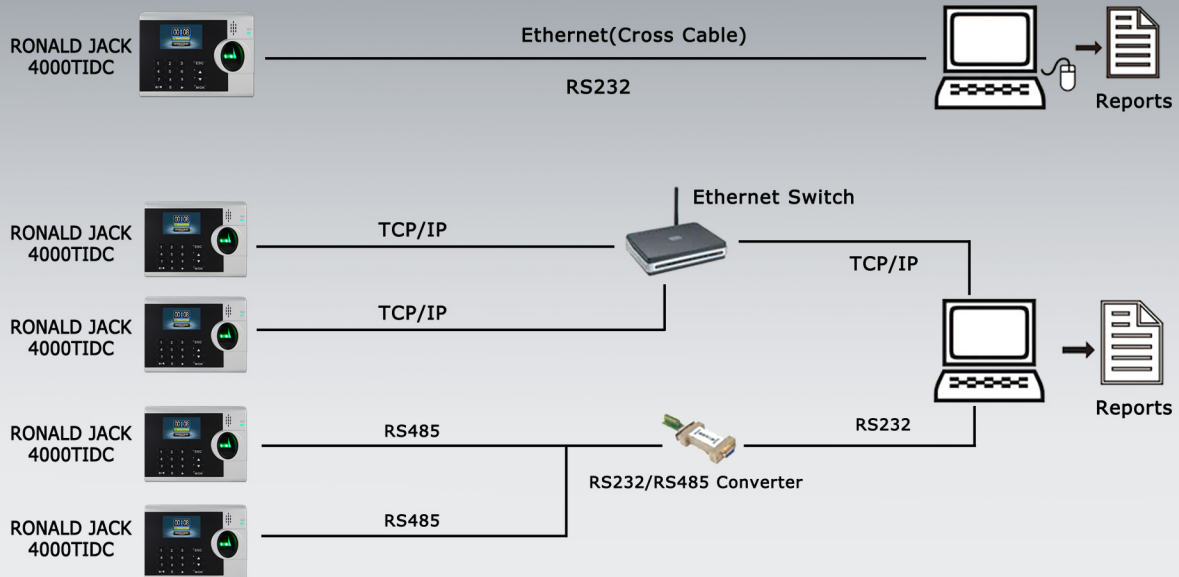 RONALD JACK
4000TIDC
Ethernet(Cross Cable)
RS232
Reports
RONALD JACK
4000TIDC
TCP/IP
Ethernet Switch
TCP/IP
RONALD JACK
4000TIDC
TCP/IP
Reports
RONALD JACK
4000TIDC
RS485
RS232
RS232/RS485 Converter
RONALD JACK
4000TIDC
RS485